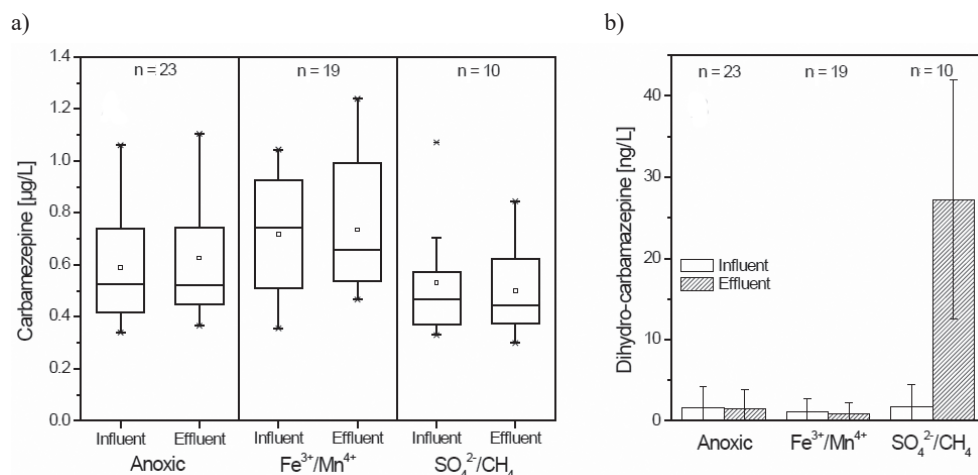 a)
Carbamezepine [µg/L]
1.4
1.2
1.0
0.8
0.6
0.4
0.2
0.0
n = 23
n = 19
n = 10
Influent
Effluent
Influent
Effluent
Influent
Effluent
Anoxic
Fe³⁺/Mn⁴⁺
SO₄²⁻/CH₄
b)
Dihydro-carbamazepin [ng/L]
40
30
20
10
0
n = 23
n = 19
n = 10
Influent
Effluent
Anoxic
Fe³⁺/Mn⁴⁺
SO₄²⁻/CH₄